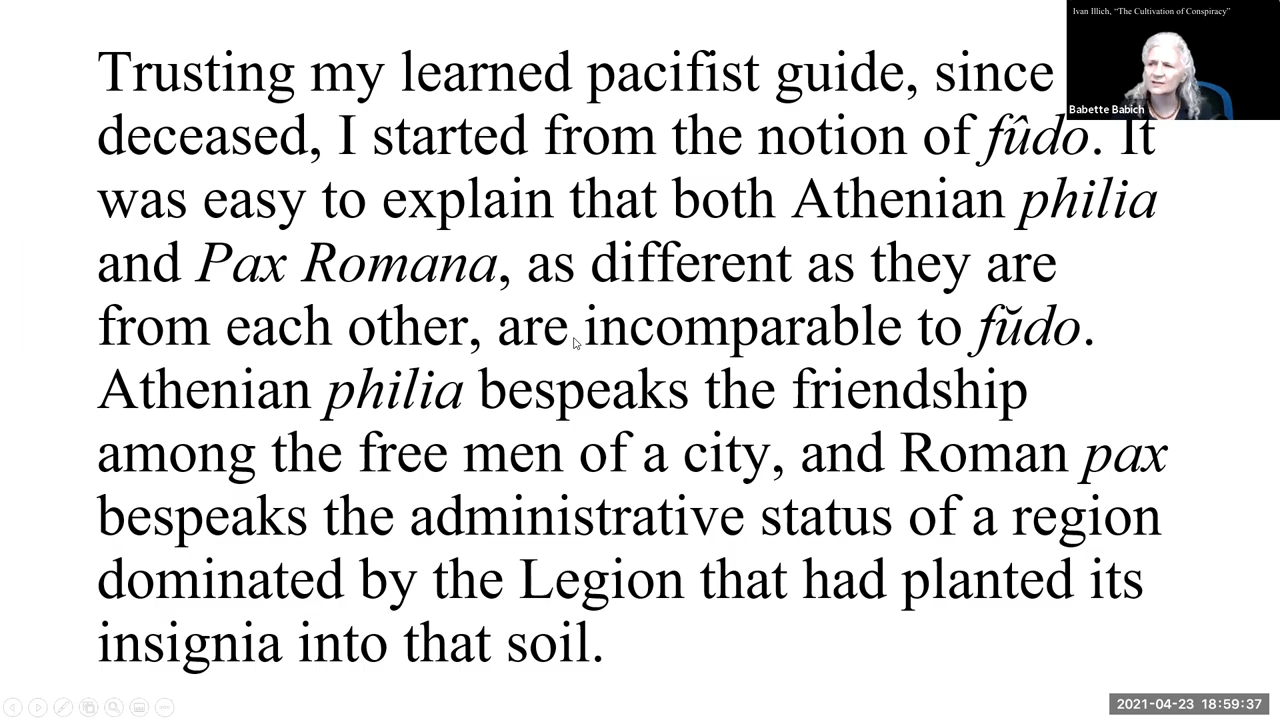 Ivan Illich, “The Cultivation of Conspiracy”
Babette Babich
Trusting my learned pacifist guide, since
deceased, I started from the notion of fûdo. It
was easy to explain that both Athenian philia
and Pax Romana, as different as they are
from each other, are incomparable to fŭdo.
Athenian philia bespeaks the friendship
among the free men of a city, and Roman pax
bespeaks the administrative status of a region
dominated by the Legion that had planted its
insignia into that soil.
2021-04-23 18:59:37